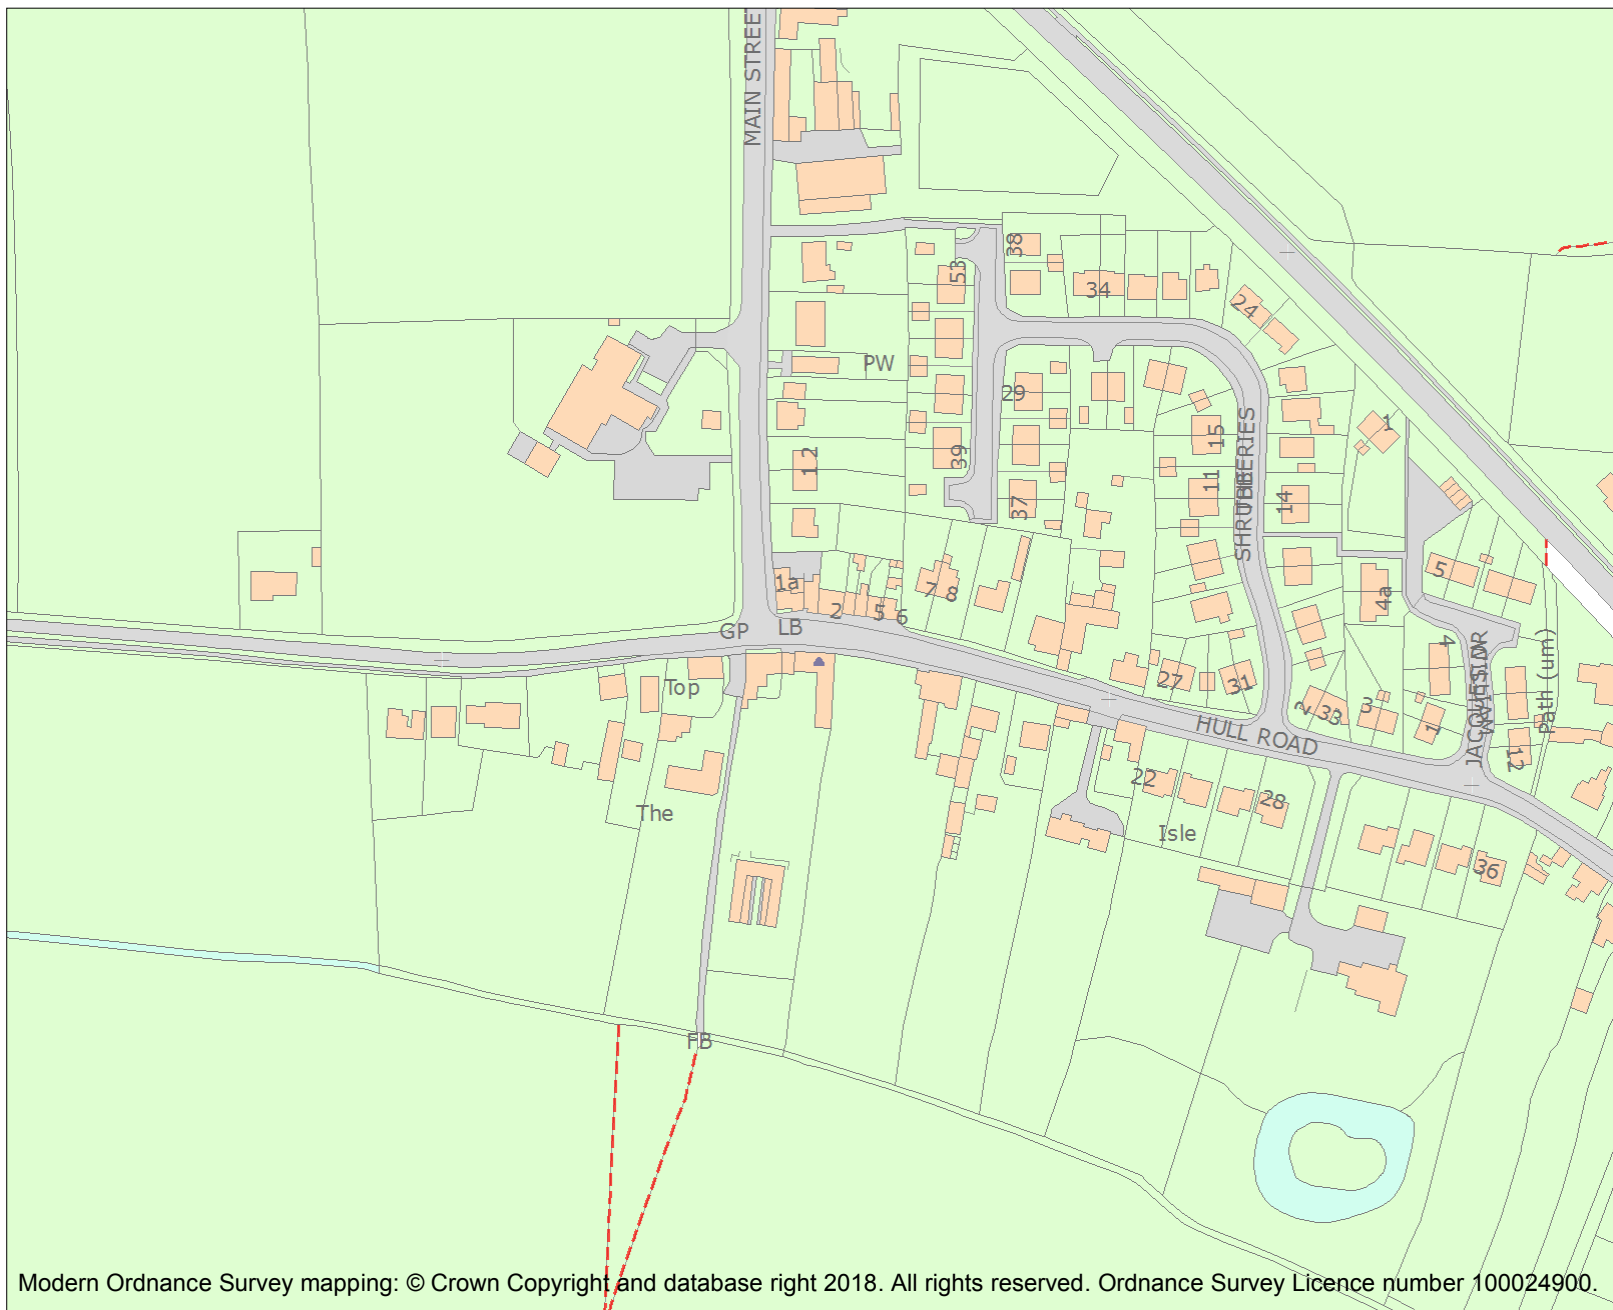 MAIN STREE
38
53
34
24
PW
29
1
12
39
15
11
37
14
SHRUBBERIES
1a
2
5
6
7
8
5
4a
GP
LB
4
Top
27
31
2
33
3
1
12
Path (um)
HULL ROAD
22
28
The
Isle
36
FB
Modern Ordnance Survey mapping: © Crown Copyright and database right 2018. All rights reserved. Ordnance Survey Licence number 100024900.